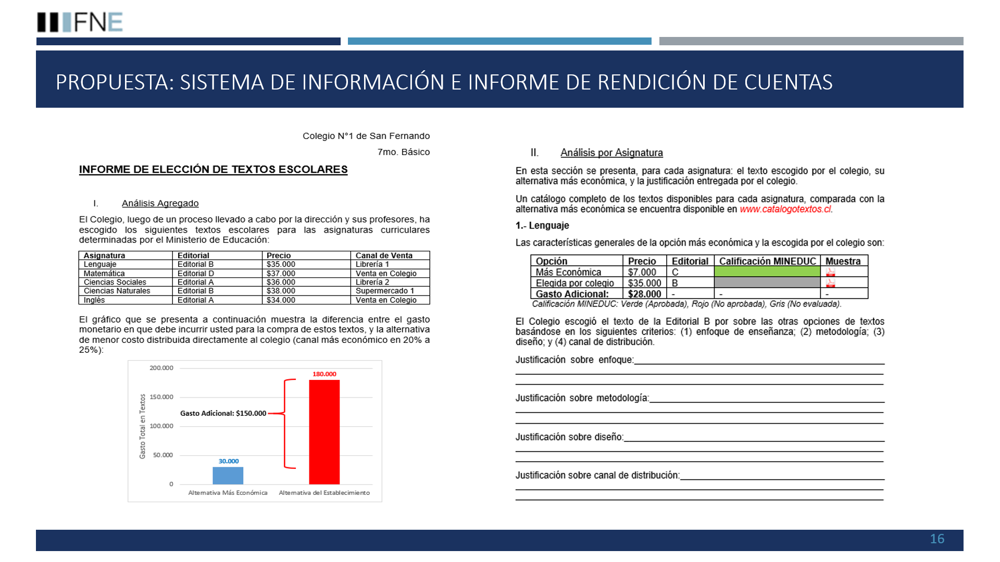 FNE
PROPUESTA: SISTEMA DE INFORMACIÓN E INFORME DE RENDICIÓN DE CUENTAS
Colegio N°1 de San Fernando
7mo. Básico
INFORME DE ELECCIÓN DE TEXTOS ESCOLARES
I. Análisis Agregado
El Colegio, luego de un proceso llevado a cabo por la dirección y sus profesores, ha
escogido los siguientes textos escolares para las asignaturas curriculares
determinadas por el Ministerio de Educación:
Asignatura Editorial Precio Canal de Venta
Lenguaje Editorial B $35.000 Librería 1
Matemática Editorial D $37.000 Venta en Colegio
Ciencias Sociales Editorial A $36.000 Librería 2
Ciencias Naturales Editorial B $38.000 Supermercado 1
Inglés Editorial A $34.000 Venta en Colegio
El gráfico que se presenta a continuación muestra la diferencia entre el gasto
monetario en que debe incurrir usted para la compra de estos textos, y la alternativa
de menor costo distribuida directamente al colegio (canal más económico en 20% a
25%):
Gasto Total en Textos
200.000
150.000
100.000
50.000
0
180.000
Gasto Adicional: $150.000
30.000
Alternativa Más Económica
Alternativa del Establecimiento
II. Análisis por Asignatura
En esta sección se presenta, para cada asignatura: el texto escogido por el colegio, su
alternativa más económica, y la justificación entregada por el colegio.
Un catálogo completo de los textos disponibles para cada asignatura, comparada con la
alternativa más económica se encuentra disponible en www.catalogotextos.cl.
1.- Lenguaje
Las características generales de la opción más económica y la escogida por el colegio son:
Opción Precio Editorial Calificación MINEDUC Muestra
Más Económica $7.000 C
Elegida por colegio $35.000 B
Gasto Adicional: $28.000 - - -
Calificación MINEDUC: Verde (Aprobada), Rojo (No aprobada), Gris (No evaluada).
El Colegio escogió el texto de la Editorial B por sobre las otras opciones de textos
basándose en los siguientes criterios: (1) enfoque de enseñanza; (2) metodología; (3)
diseño; y (4) canal de distribución.
Justificación sobre enfoque:
Justificación sobre metodología:
Justificación sobre diseño:
Justificación sobre canal de distribución:
16